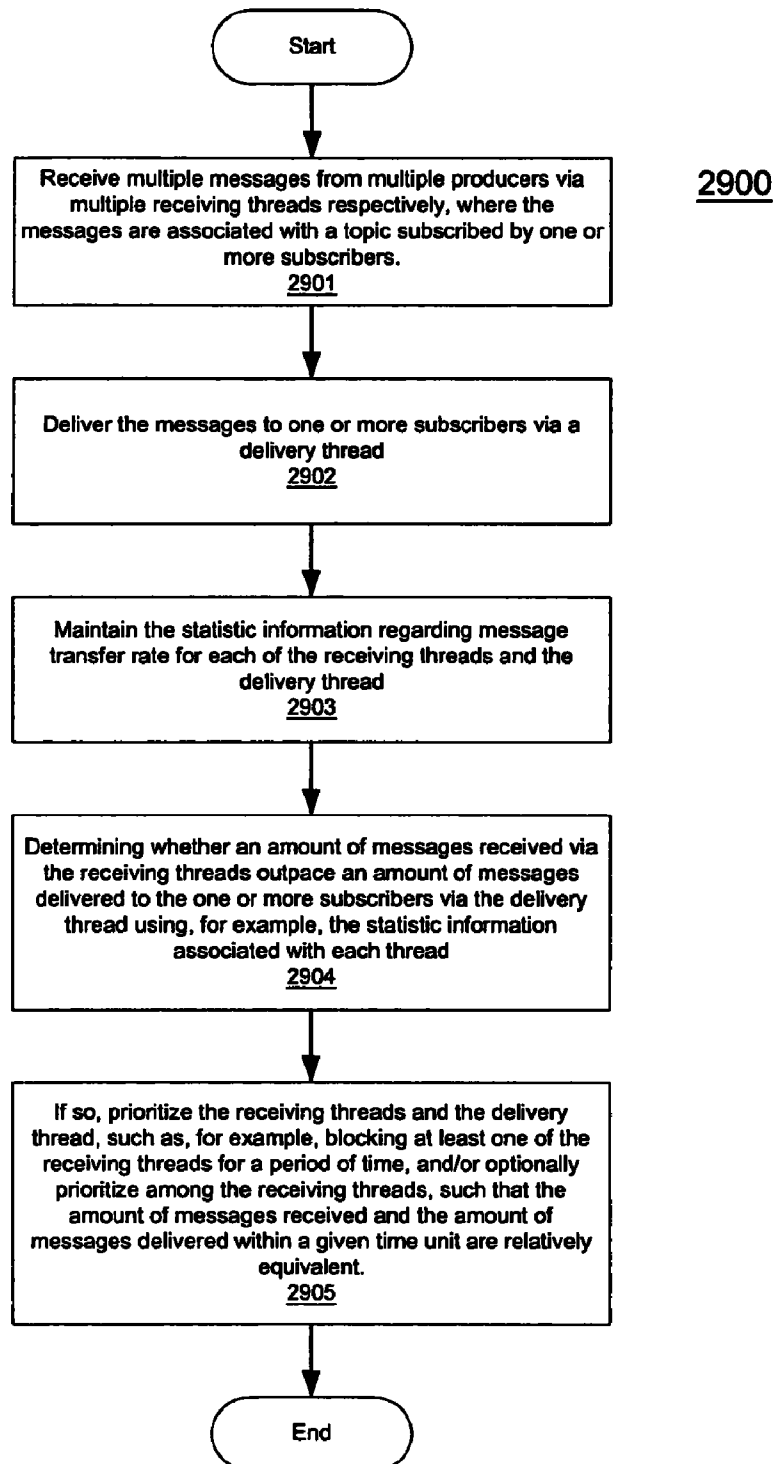 Start
Receive multiple messages from multiple producers via
multiple receiving threads respectively, where the
messages are associated with a topic subscribed by one or
more subscribers.
2901
2900
Deliver the messages to one or more subscribers via a
delivery thread
2902
Maintain the statistic information regarding message
transfer rate for each of the receiving threads and the
delivery thread
2903
Determining whether an amount of messages received via
the receiving threads outpace an amount of messages
delivered to the one or more subscribers via the delivery
thread using, for example, the statistic information
associated with each thread
2904
If so, prioritize the receiving threads and the delivery
thread, such as, for example, blocking at least one of the
receiving threads for a period of time, and/or optionally
prioritize among the receiving threads, such that the
amount of messages received and the amount of
messages delivered within a given time unit are relatively
equivalent.
2905
End